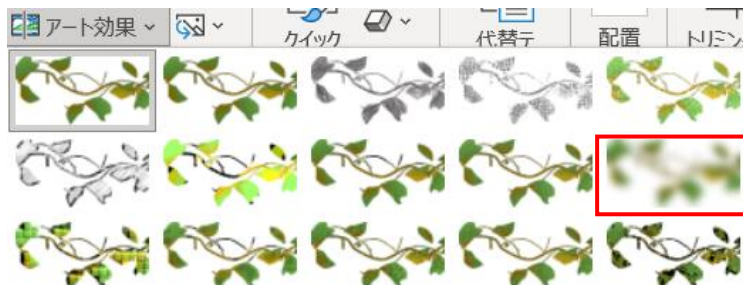 アート効果
クイック
代替テ
配置
トリミン